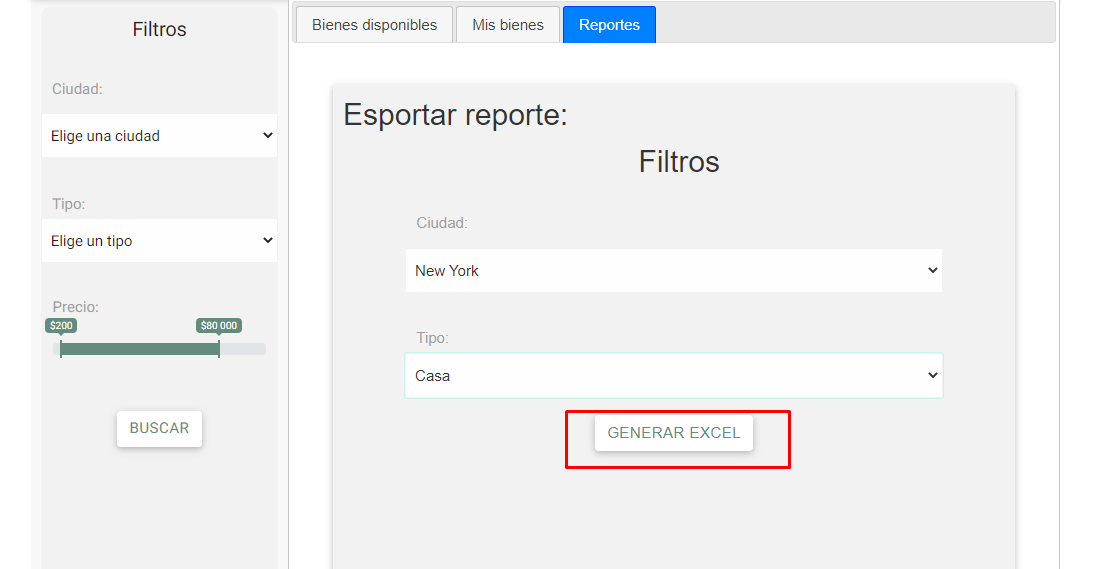 Filtros
Ciudad:
Elige una ciudad
Tipo:
Elige un tipo
Precio:
$200 $80 000
BUSCAR
Bienes disponibles Mis bienes Reportes
Esportar reporte:
Filtros
Ciudad:
New York
Tipo:
Casa
GENERAR EXCEL